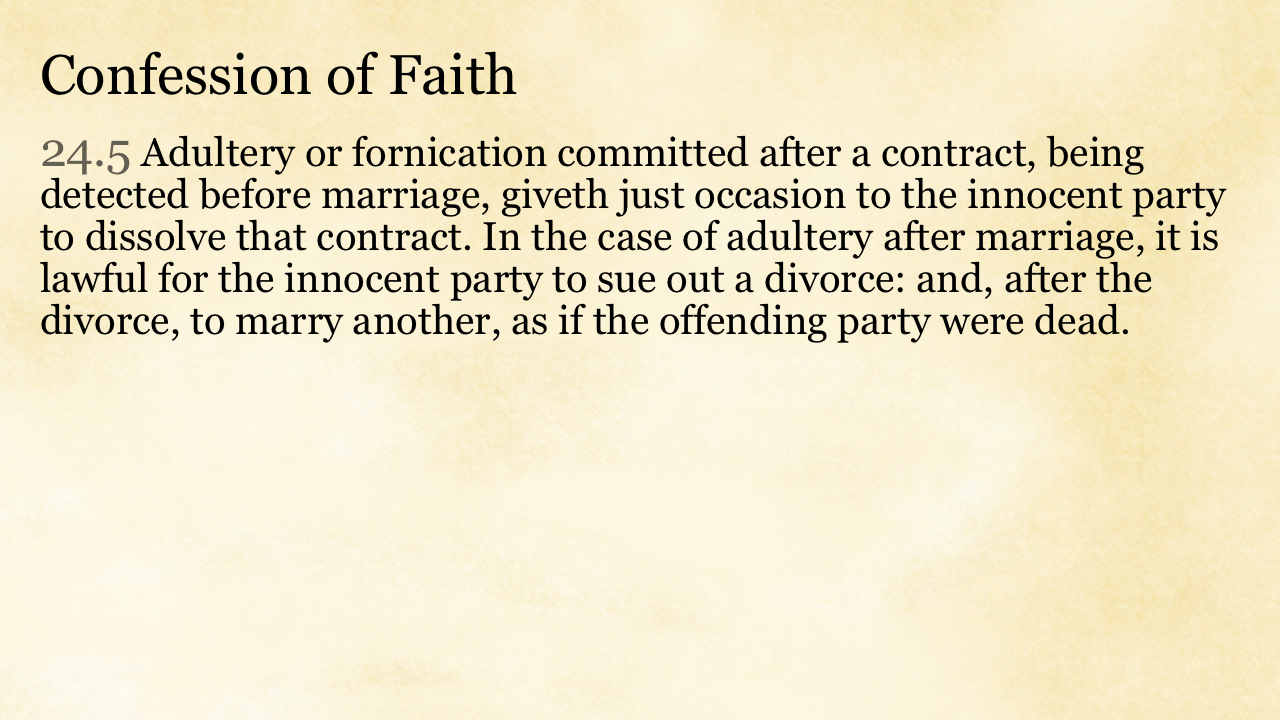 Confession of Faith
24.5 Adultery or fornication committed after a contract, being
detected before marriage, giveth just occasion to the innocent party
to dissolve that contract. In the case of adultery after marriage, it is
lawful for the innocent party to sue out a divorce: and, after the
divorce, to marry another, as if the offending party were dead.